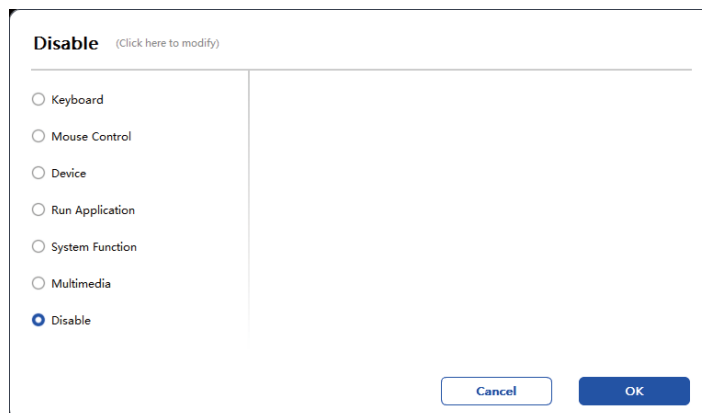 Disable (Click here to modify)
Keyboard
Mouse Control
Device
Run Application
System Function
Multimedia
Disable
Cancel OK